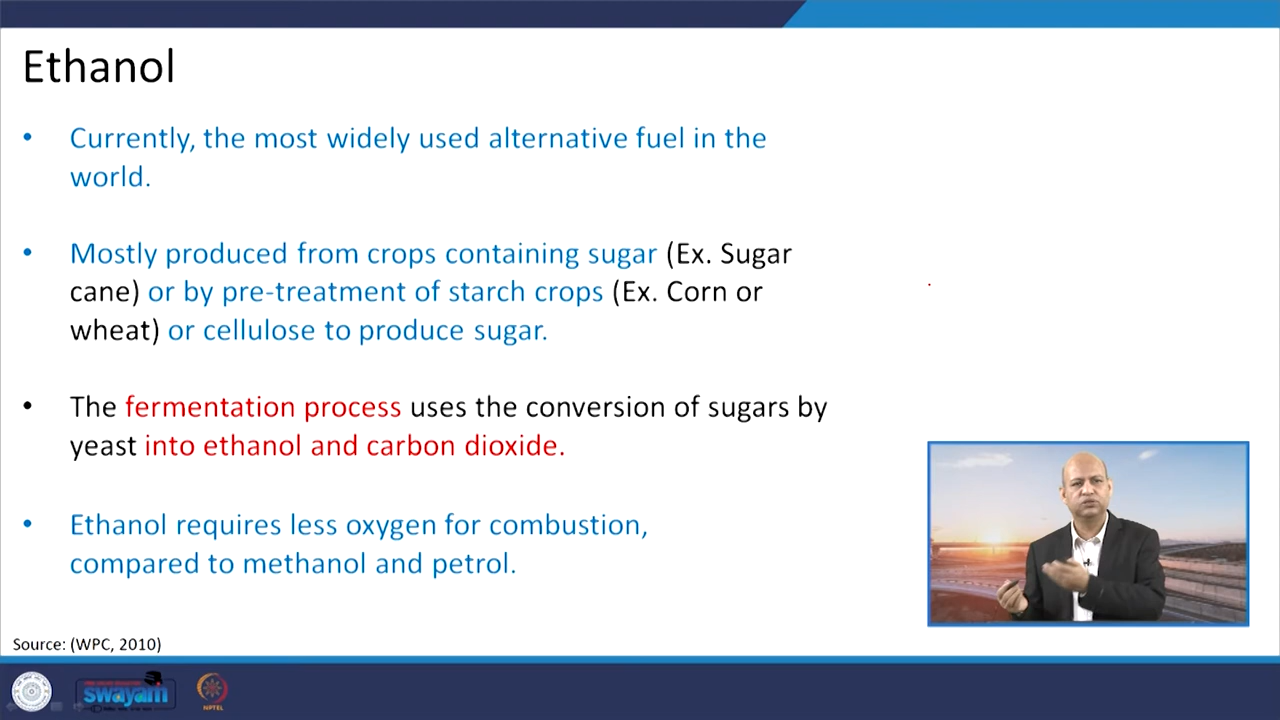 Ethanol
• Currently, the most widely used alternative fuel in the
world.
• Mostly produced from crops containing sugar (Ex. Sugar
cane) or by pre-treatment of starch crops (Ex. Corn or
wheat) or cellulose to produce sugar.
• The fermentation process uses the conversion of sugars by
yeast into ethanol and carbon dioxide.
• Ethanol requires less oxygen for combustion,
compared to methanol and petrol.
Source: (WPC, 2010)
swayam
NPTEL